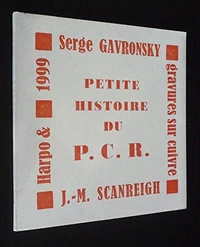 Serge GAVRONSKY
gravures sur cuivre
J.-M. SCANREIGH
Harpo & 1999
PETITE
HISTOIRE
DU
P. C. R.